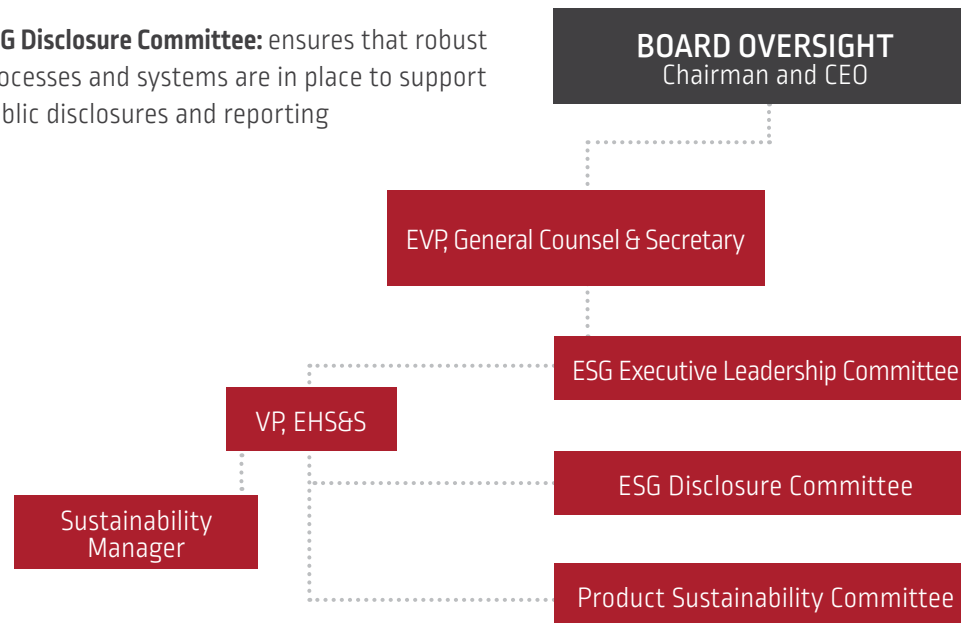 G Disclosure Committee: ensures that robust
ocesses and systems are in place to support
blic disclosures and reporting
BOARD OVERSIGHT
Chairman and CEO
EVP, General Counsel & Secretary
ESG Executive Leadership Committee
VP, EHS&S
ESG Disclosure Committee
Sustainability
Manager
Product Sustainability Committee